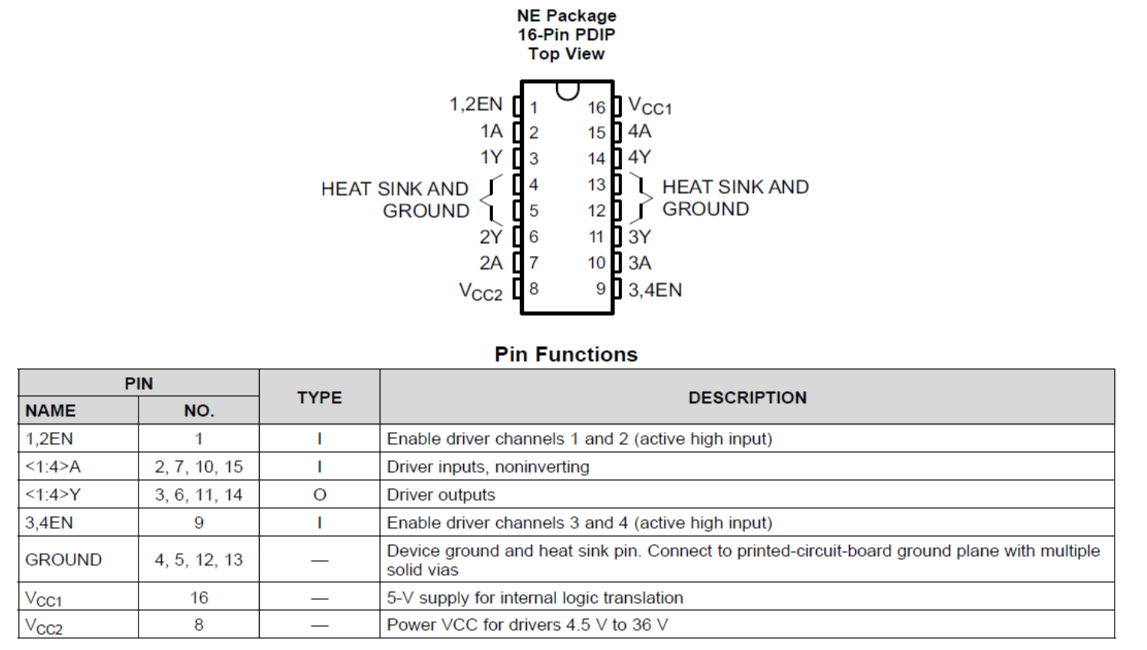 NE Package
16-Pin PDIP
Top View
1,2EN 1 16 VCC1
1A 2 15 4A
1Y 3 14 4Y
HEAT SINK AND 4 13 HEAT SINK AND
GROUND 5 12 GROUND
2Y 6 11 3Y
2A 7 10 3A
VCC2 8 9 3,4EN
Pin Functions
PIN TYPE DESCRIPTION
NAME NO.
1,2EN 1 I Enable driver channels 1 and 2 (active high input)
<1:4>A 2, 7, 10, 15 I Driver inputs, noninverting
<1:4>Y 3, 6, 11, 14 O Driver outputs
3,4EN 9 I Enable driver channels 3 and 4 (active high input)
GROUND 4, 5, 12, 13 — Device ground and heat sink pin. Connect to printed-circuit-board ground plane with multiple
solid vias
VCC1 16 — 5-V supply for internal logic translation
VCC2 8 — Power VCC for drivers 4.5 V to 36 V